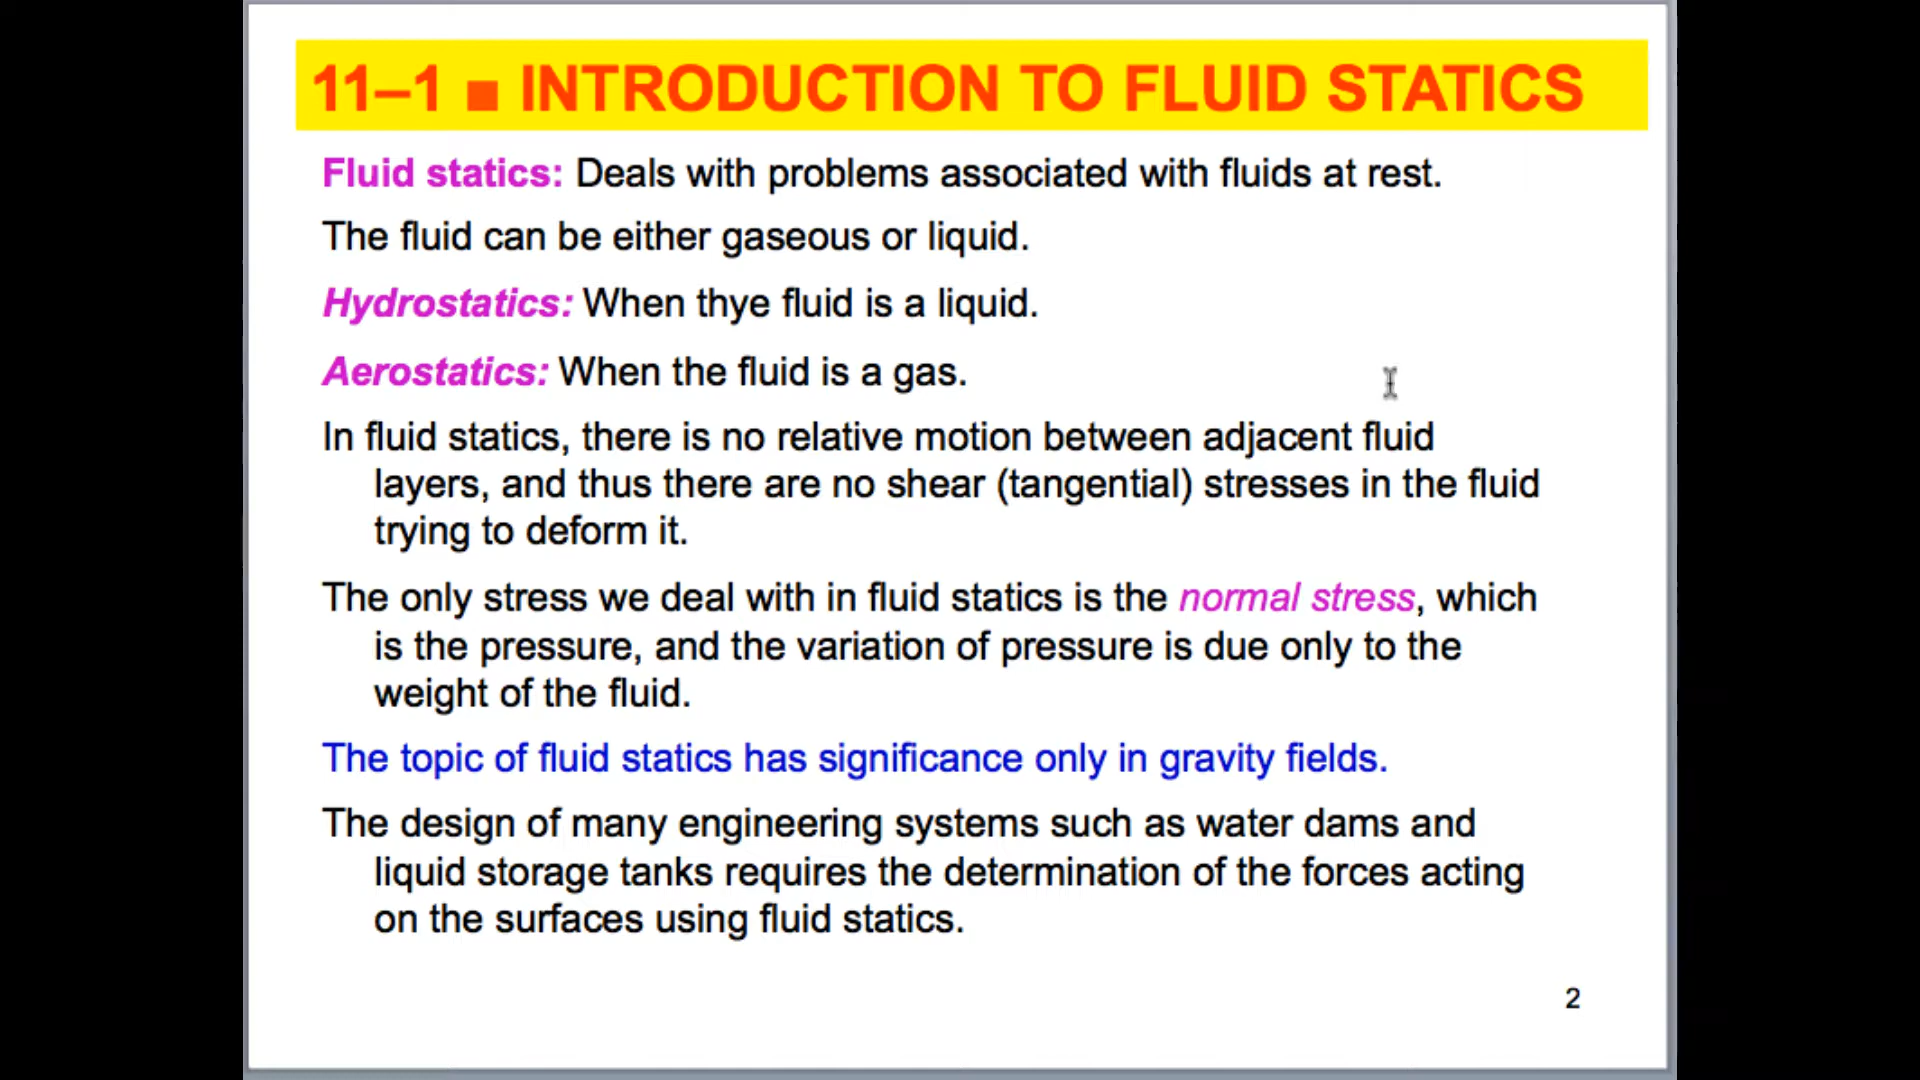 11–1 ■ INTRODUCTION TO FLUID STATICS
Fluid statics: Deals with problems associated with fluids at rest.
The fluid can be either gaseous or liquid.
Hydrostatics: When thye fluid is a liquid.
Aerostatics: When the fluid is a gas.
In fluid statics, there is no relative motion between adjacent fluid
layers, and thus there are no shear (tangential) stresses in the fluid
trying to deform it.
The only stress we deal with in fluid statics is the normal stress, which
is the pressure, and the variation of pressure is due only to the
weight of the fluid.
The topic of fluid statics has significance only in gravity fields.
The design of many engineering systems such as water dams and
liquid storage tanks requires the determination of the forces acting
on the surfaces using fluid statics.
2